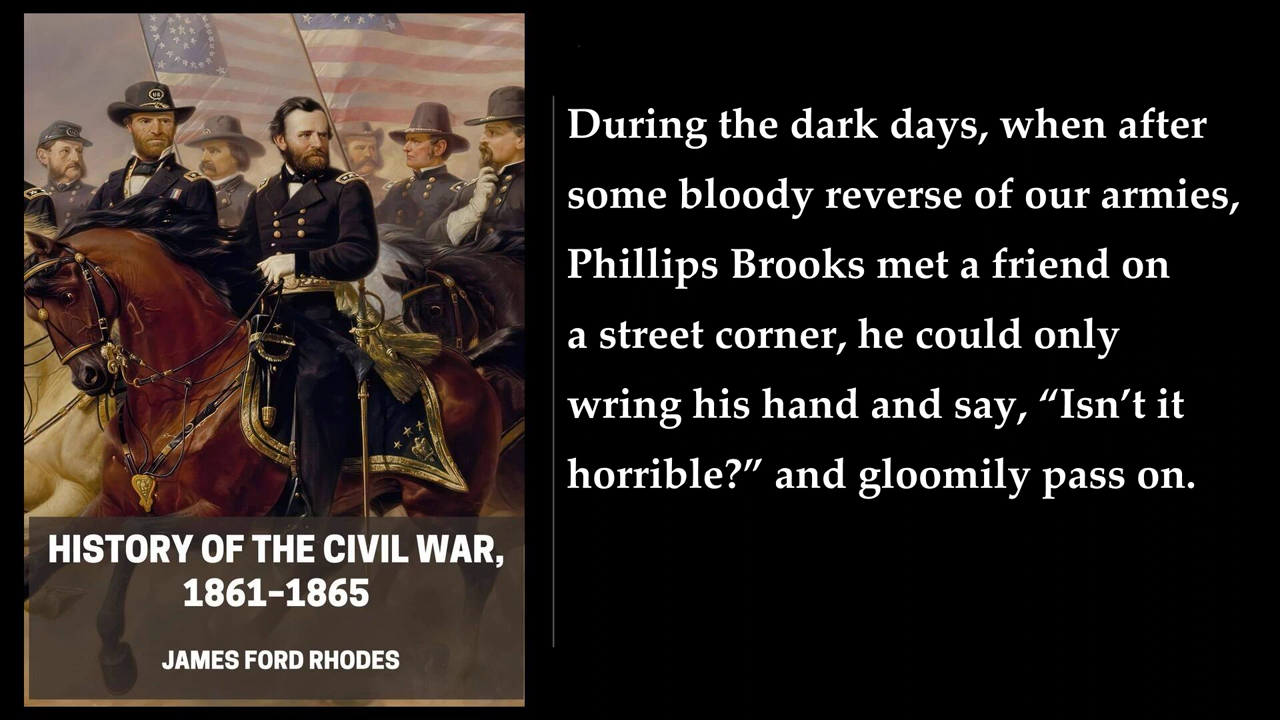 HISTORY OF THE CIVIL WAR,
1861–1865
JAMES FORD RHODES
During the dark days, when after
some bloody reverse of our armies,
Phillips Brooks met a friend on
a street corner, he could only
wring his hand and say, “Isn’t it
horrible?” and gloomily pass on.